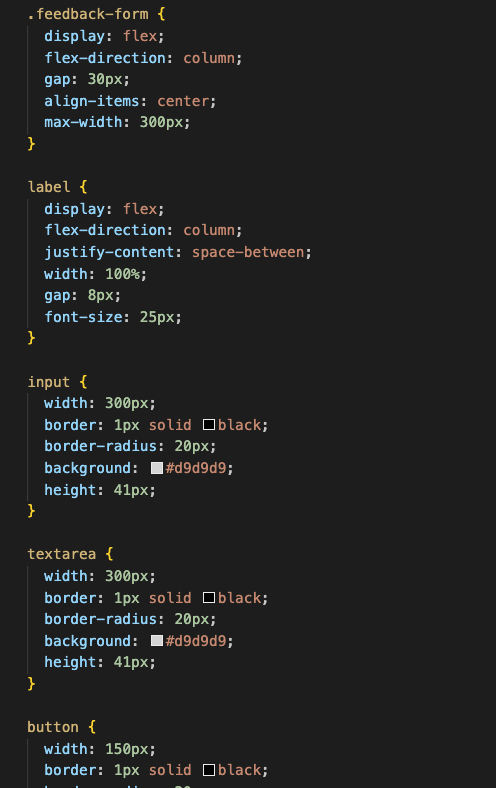 .feedback-form {
display: flex;
flex-direction: column;
gap: 30px;
align-items: center;
max-width: 300px;
}
label {
display: flex;
flex-direction: column;
justify-content: space-between;
width: 100%;
gap: 8px;
font-size: 25px;
}
input {
width: 300px;
border: 1px solid black;
border-radius: 20px;
background: #d9d9d9;
height: 41px;
}
textarea {
width: 300px;
border: 1px solid black;
border-radius: 20px;
background: #d9d9d9;
height: 41px;
}
button {
width: 150px;
border: 1px solid black;